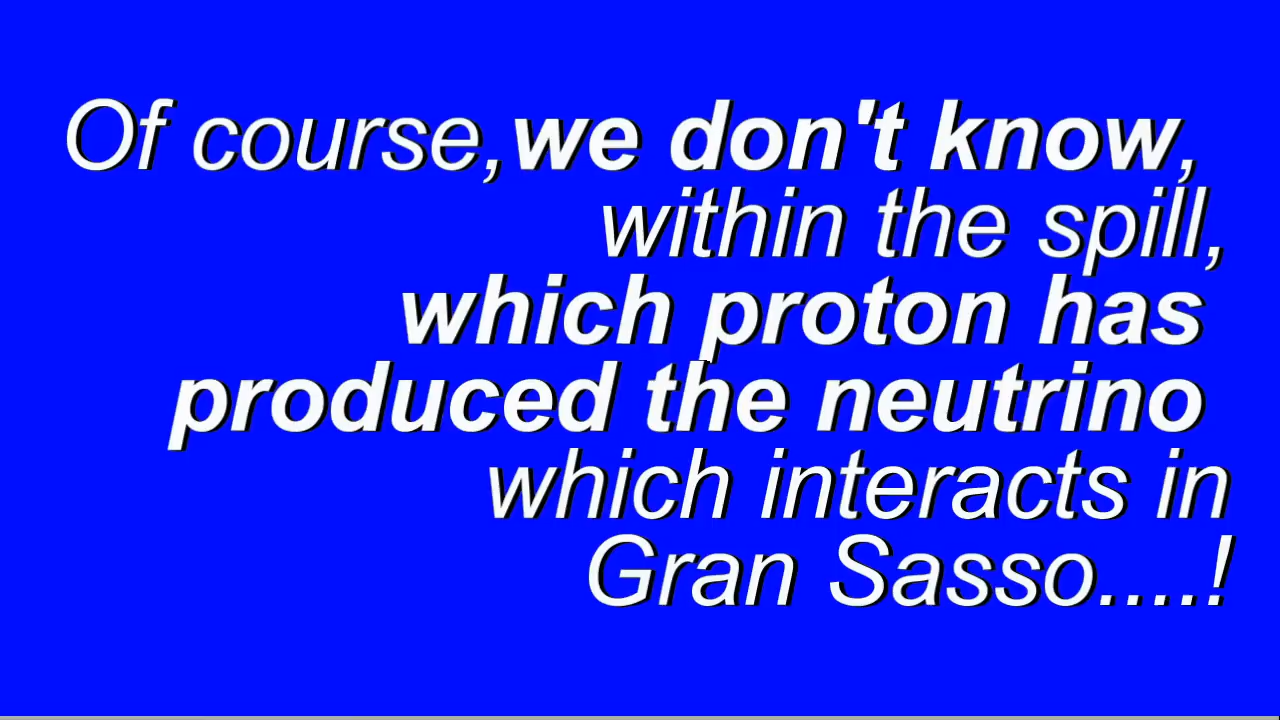 Of course,we don't know,
within the spill,
which proton has
produced the neutrino
which interacts in
Gran Sasso....!